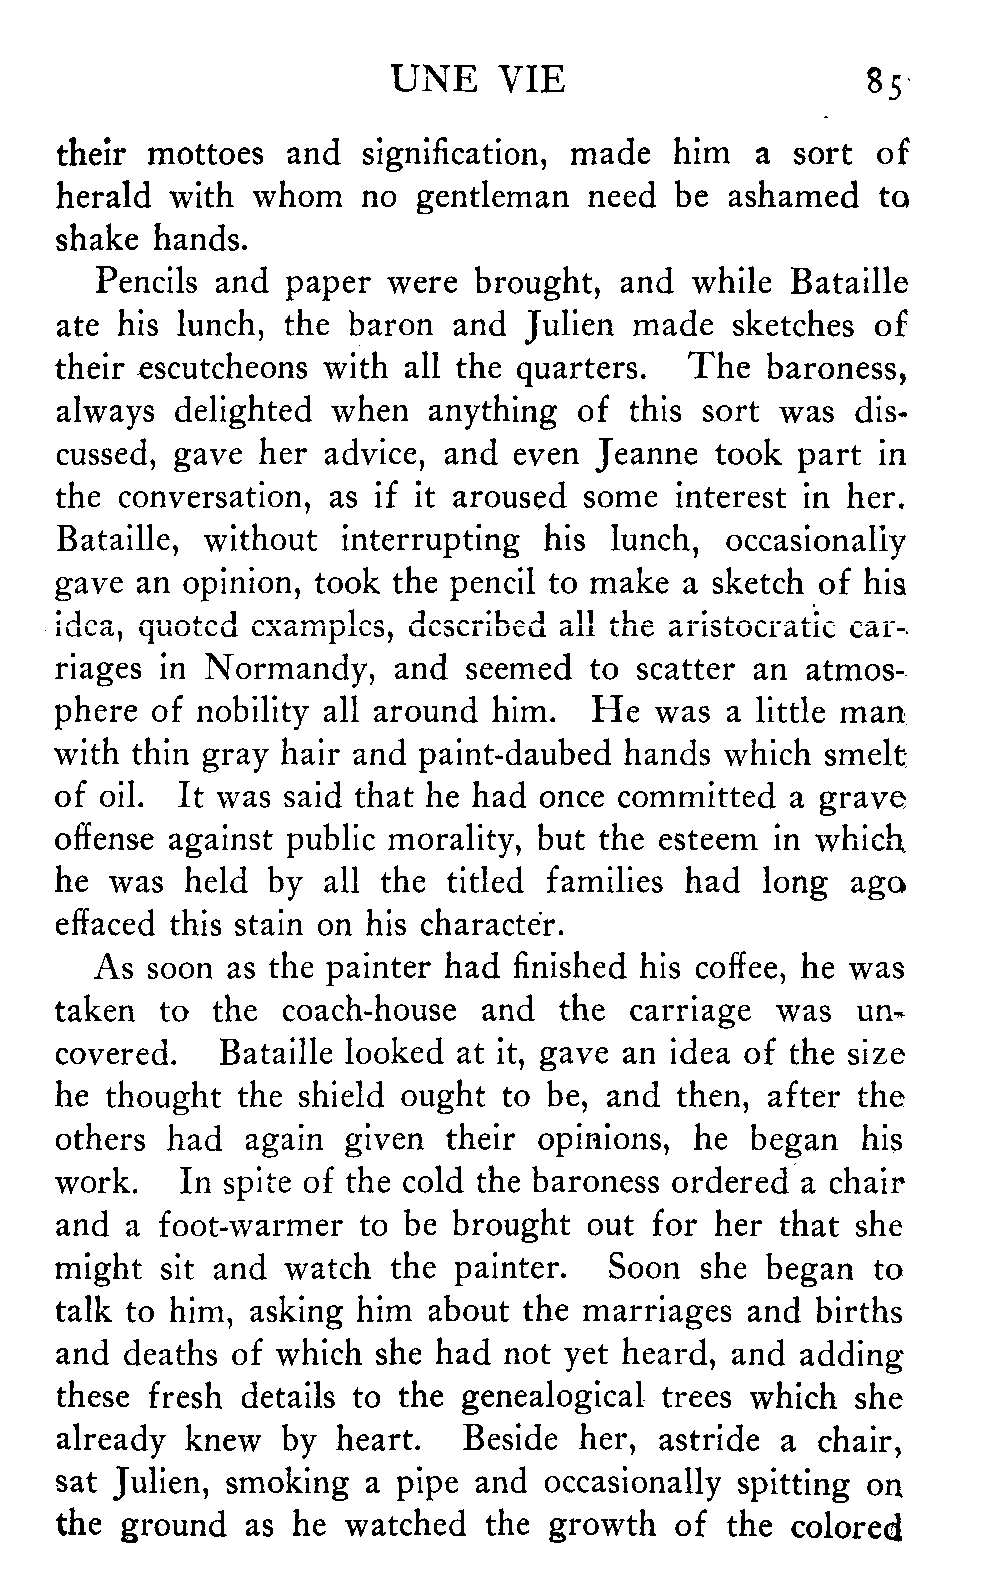 UNE VIE 85
their mottoes and signification, made him a sort of
herald with whom no gentleman need be ashamed to
shake hands.
Pencils and paper were brought, and while Bataille
ate his lunch, the baron and Julien made sketches of
their escutcheons with all the quarters. The baroness,
always delighted when anything of this sort was dis-
cussed, gave her advice, and even Jeanne took part in
the conversation, as if it aroused some interest in her.
Bataille, without interrupting his lunch, occasionally
gave an opinion, took the pencil to make a sketch of his
idea, quoted examples, described all the aristocratic car-
riages in Normandy, and seemed to scatter an atmos-
phere of nobility all around him. He was a little man
with thin gray hair and paint-daubed hands which smelt
of oil. It was said that he had once committed a grave
offense against public morality, but the esteem in which
he was held by all the titled families had long ago
effaced this stain on his character.
As soon as the painter had finished his coffee, he was
taken to the coach-house and the carriage was un-
covered. Bataille looked at it, gave an idea of the size
he thought the shield ought to be, and then, after the
others had again given their opinions, he began his
work. In spite of the cold the baroness ordered a chair
and a foot-warmer to be brought out for her that she
might sit and watch the painter. Soon she began to
talk to him, asking him about the marriages and births
and deaths of which she had not yet heard, and adding
these fresh details to the genealogical trees which she
already knew by heart. Beside her, astride a chair,
sat Julien, smoking a pipe and occasionally spitting on
the ground as he watched the growth of the colored